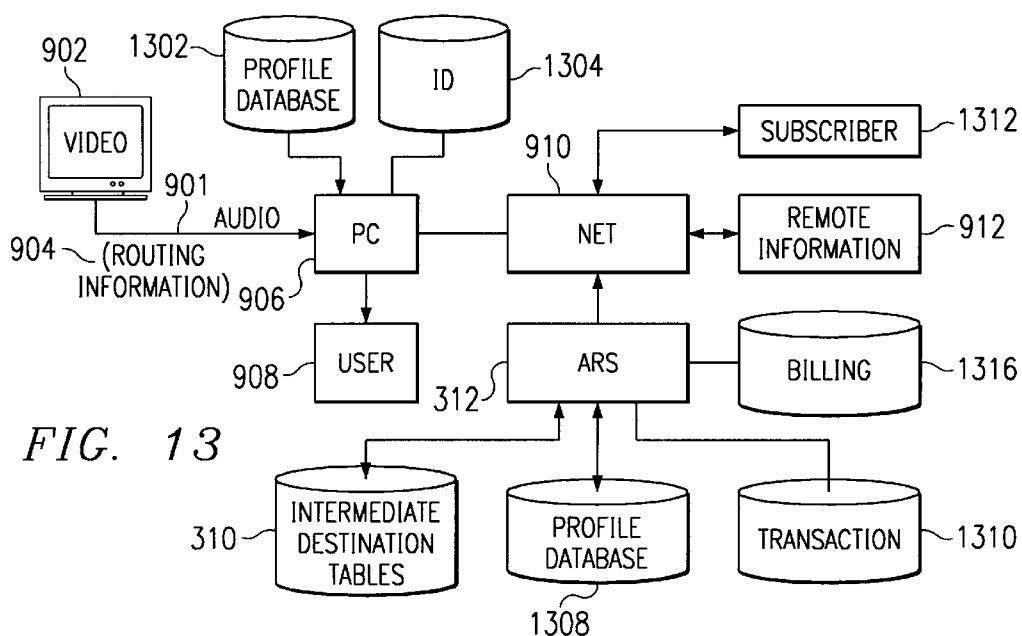 1302
902
PROFILE
DATABASE
ID
1304
VIDEO
910
SUBSCRIBER
1312
901
AUDIO
904
(ROUTING
INFORMATION)
PC
906
NET
REMOTE
INFORMATION
912
908
USER
312
ARS
BILLING
1316
FIG. 13
310
INTERMEDIATE
DESTINATION
TABLES
PROFILE
DATABASE
1308
TRANSACTION
1310